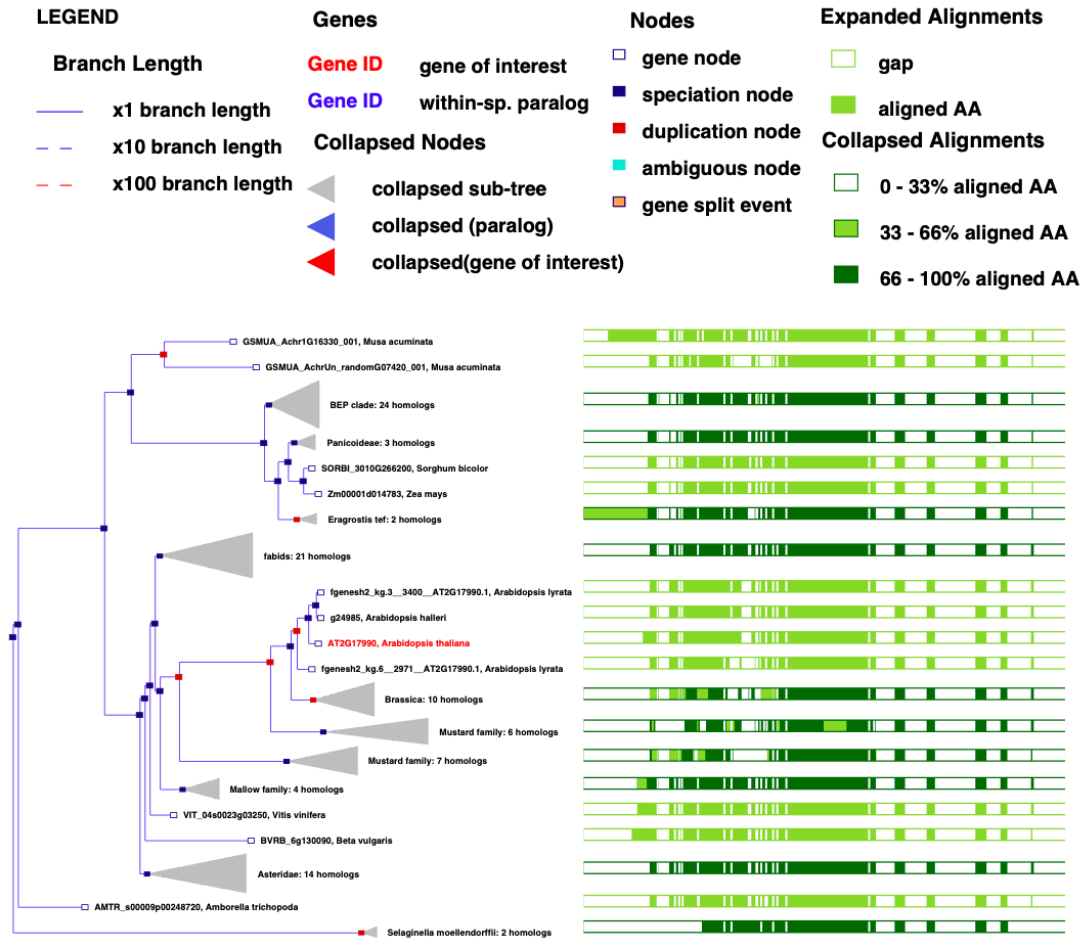 LEGEND
Branch Length
x1 branch length
x10 branch length
x100 branch length
Genes
Gene ID gene of interest
Gene ID within-sp. paralog
Collapsed Nodes
collapsed sub-tree
collapsed (paralog)
collapsed(gene of interest)
Nodes
gene node
speciation node
duplication node
ambiguous node
gene split event
Expanded Alignments
gap
aligned AA
Collapsed Alignments
0 - 33% aligned AA
33 - 66% aligned AA
66 - 100% aligned AA
GSMUA_Achr1G16330_001, Musa acuminata
GSMUA_AchrUn_randomG07420_001, Musa acuminata
BEP clade: 24 homologs
Panicoideae: 3 homologs
SORBI_3010G266200, Sorghum bicolor
Zm00001d014783, Zea mays
Eragrostis tef: 2 homologs
fabids: 21 homologs
fgenesh2_kg.3__3400__AT2G17990.1, Arabidopsis lyrata
g24985, Arabidopsis halleri
AT2G17990, Arabidopsis thaliana
fgenesh2_kg.6__2971__AT2G17990.1, Arabidopsis lyrata
Brassica: 10 homologs
Mustard family: 6 homologs
Mustard family: 7 homologs
Mallow family: 4 homologs
VIT_04s0023g03250, Vitis vinifera
BVRB_6g130090, Beta vulgaris
Asteridae: 14 homologs
AMTR_s00009p00248720, Amborella trichopoda
Selaginella moellendorffii: 2 homologs